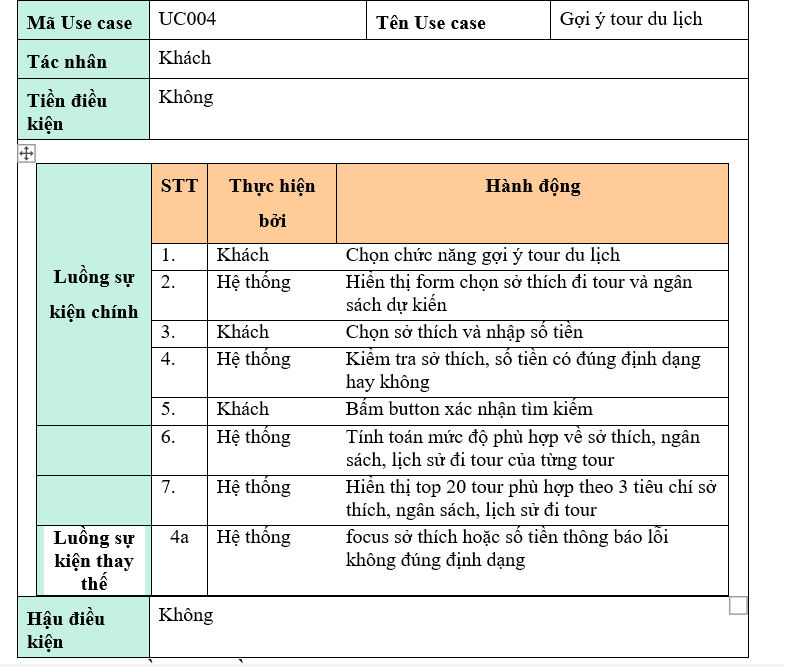 Mã Use case UC004 Tên Use case Gợi ý tour du lịch
Tác nhân Khách
Tiền điều Không
kiện
STT Thực hiện Hành động
bởi
Luồng sự
kiện chính
1. Khách Chọn chức năng gợi ý tour du lịch
2. Hệ thống Hiển thị form chọn sở thích đi tour và ngân
sách dự kiến
3. Khách Chọn sở thích và nhập số tiền
4. Hệ thống Kiểm tra sở thích, số tiền có đúng định dạng
hay không
5. Khách Bấm button xác nhận tìm kiếm
6. Hệ thống Tính toán mức độ phù hợp về sở thích, ngân
sách, lịch sử đi tour của từng tour
7. Hệ thống Hiển thị top 20 tour phù hợp theo 3 tiêu chí sở
thích, ngân sách, lịch sử đi tour
Luồng sự 4a Hệ thống focus sở thích hoặc số tiền thông báo lỗi
kiện thay không đúng định dạng
thế
Hậu điều Không
kiện